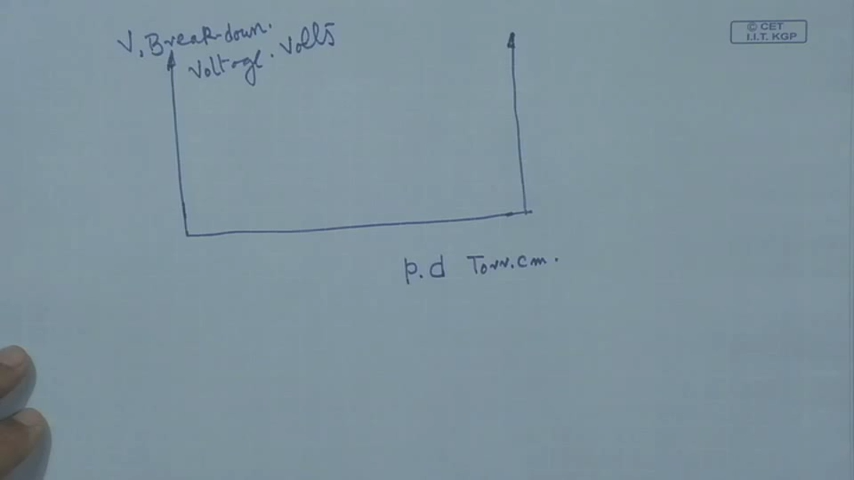 V, Break-down.
Voltage. Volts
p.d Torr.cm.
© CET
I.I.T. KGP